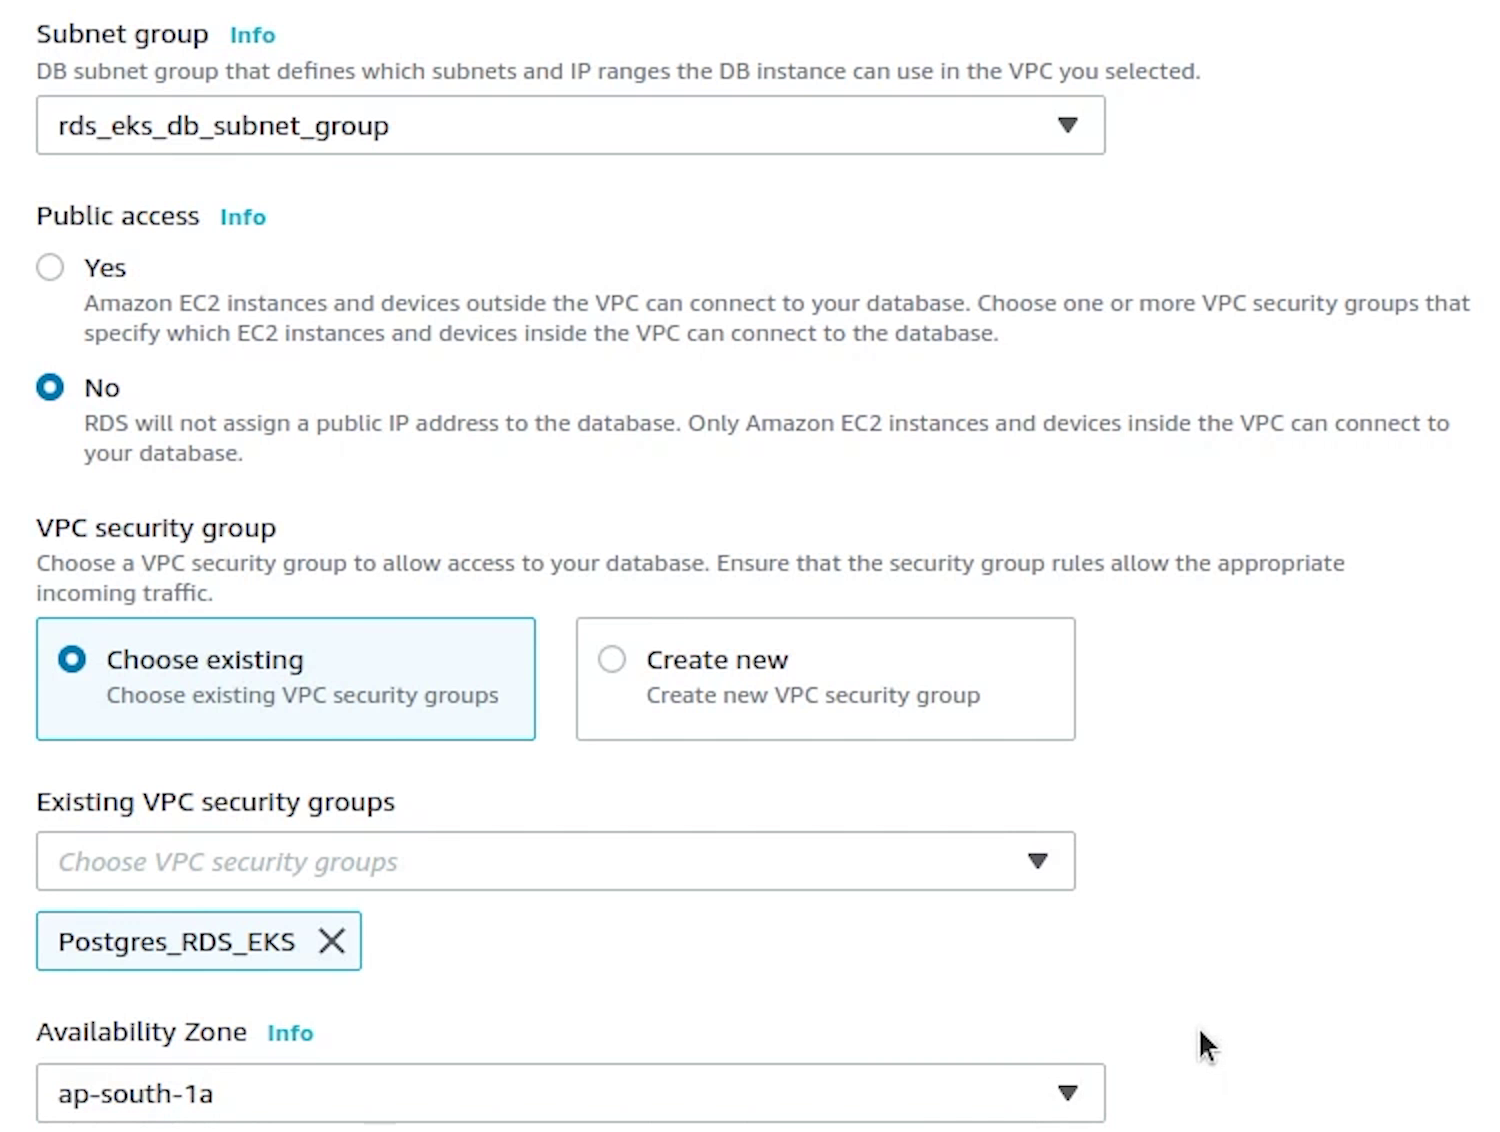 Subnet group Info
DB subnet group that defines which subnets and IP ranges the DB instance can use in the VPC you selected.
rds_eks_db_subnet_group
Public access Info
Yes
Amazon EC2 instances and devices outside the VPC can connect to your database. Choose one or more VPC security groups that
specify which EC2 instances and devices inside the VPC can connect to the database.
No
RDS will not assign a public IP address to the database. Only Amazon EC2 instances and devices inside the VPC can connect to
your database.
VPC security group
Choose a VPC security group to allow access to your database. Ensure that the security group rules allow the appropriate
incoming traffic.
Choose existing
Choose existing VPC security groups
Create new
Create new VPC security group
Existing VPC security groups
Choose VPC security groups
Postgres_RDS_EKS
Availability Zone Info
ap-south-1a